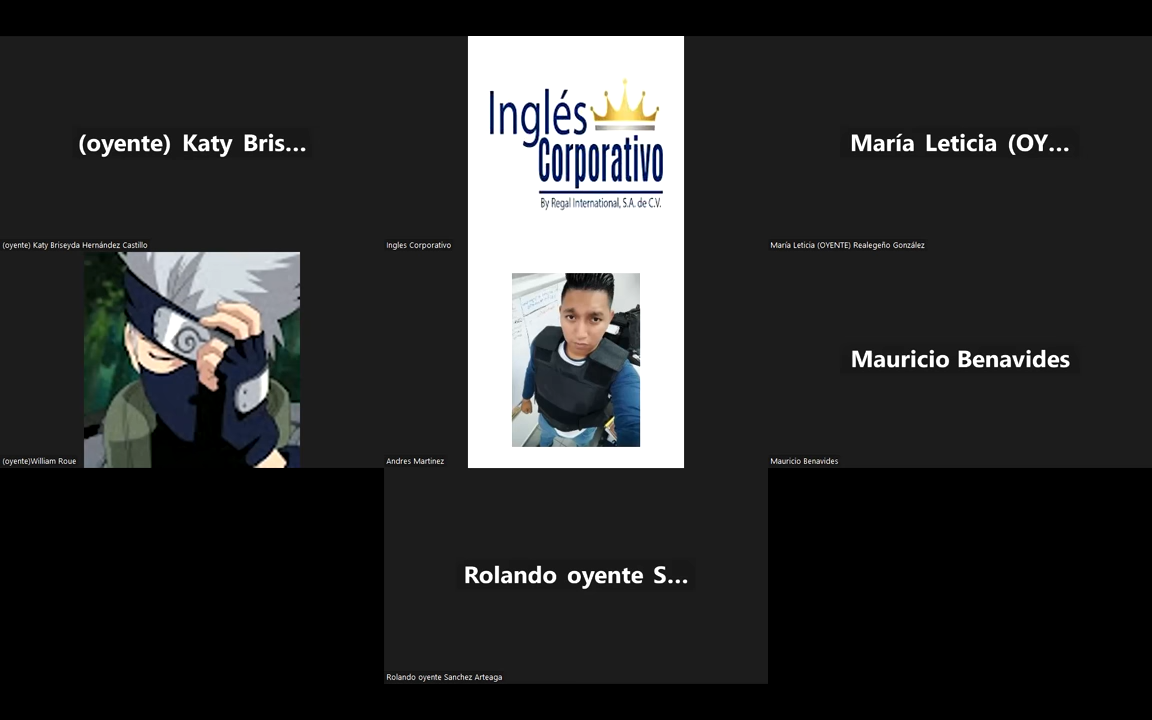 (oyente) Katy Bris...
Inglés
Corporativo
By Regal International, S.A. de C.V.
María Leticia (OY...
(oyente) Katy Briseyda Hernández Castillo
Ingles Corporativo
María Leticia (OYENTE) Realegeño González
Mauricio Benavides
(oyente)William Roue
Andres Martinez
Mauricio Benavides
Rolando oyente S...
Rolando oyente Sanchez Arteaga